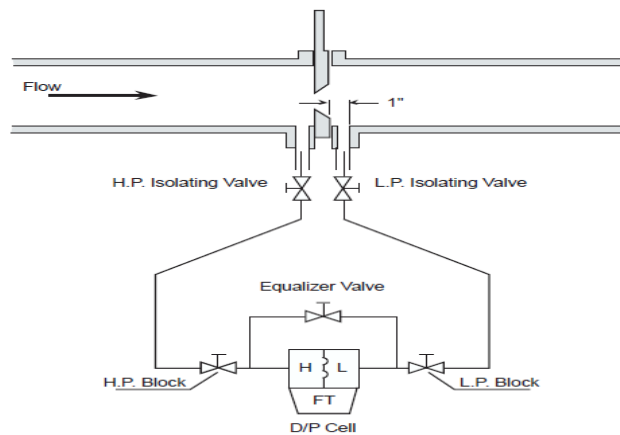 Flow
1"
H.P. Isolating Valve
L.P. Isolating Valve
Equalizer Valve
H
L
H.P. Block
L.P. Block
FT
D/P Cell